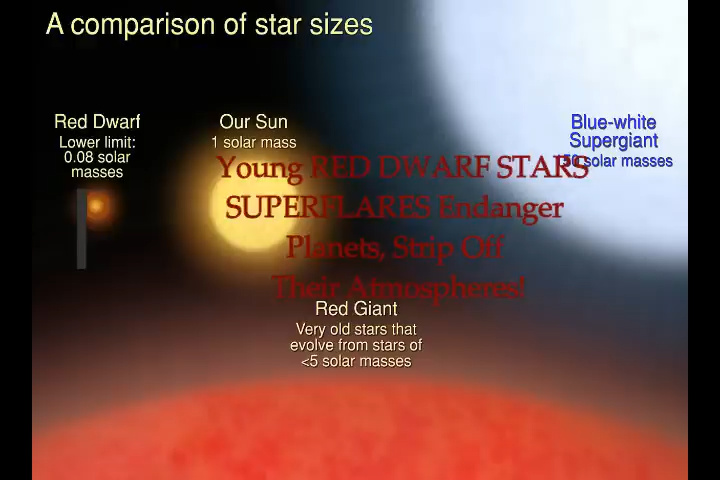 A comparison of star sizes
Red Dwarf
Lower limit:
0.08 solar
masses
Our Sun
1 solar mass
Blue-white
Supergiant
150 solar masses
Young RED DWARF STARS
SUPERFLARES Endanger
Planets, Strip Off
Their Atmospheres!
Red Giant
Very old stars that
evolve from stars of
<5 solar masses